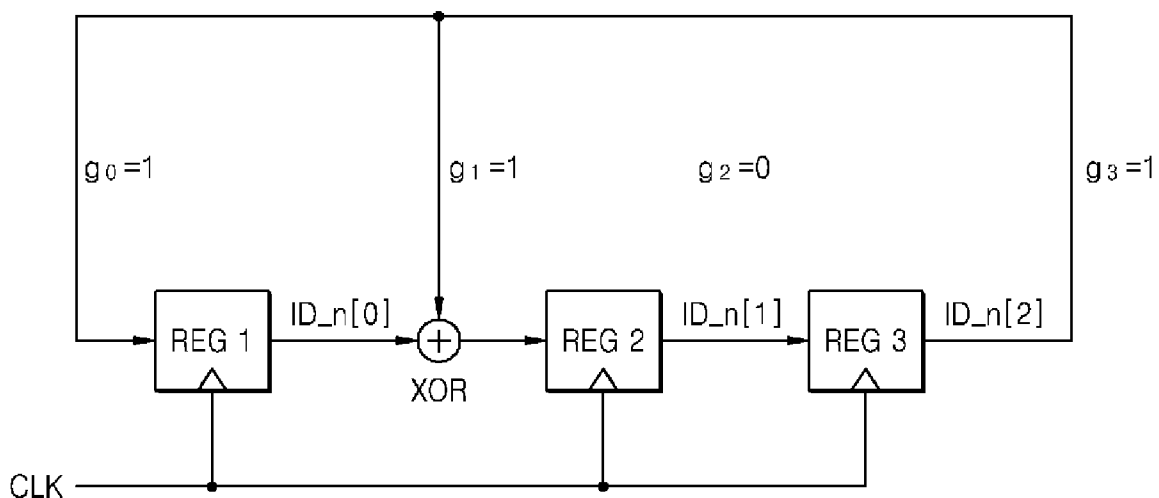 g₀=1
g₁=1
g₂=0
g₃=1
REG 1
ID_n[0]
XOR
REG 2
ID_n[1]
REG 3
ID_n[2]
CLK